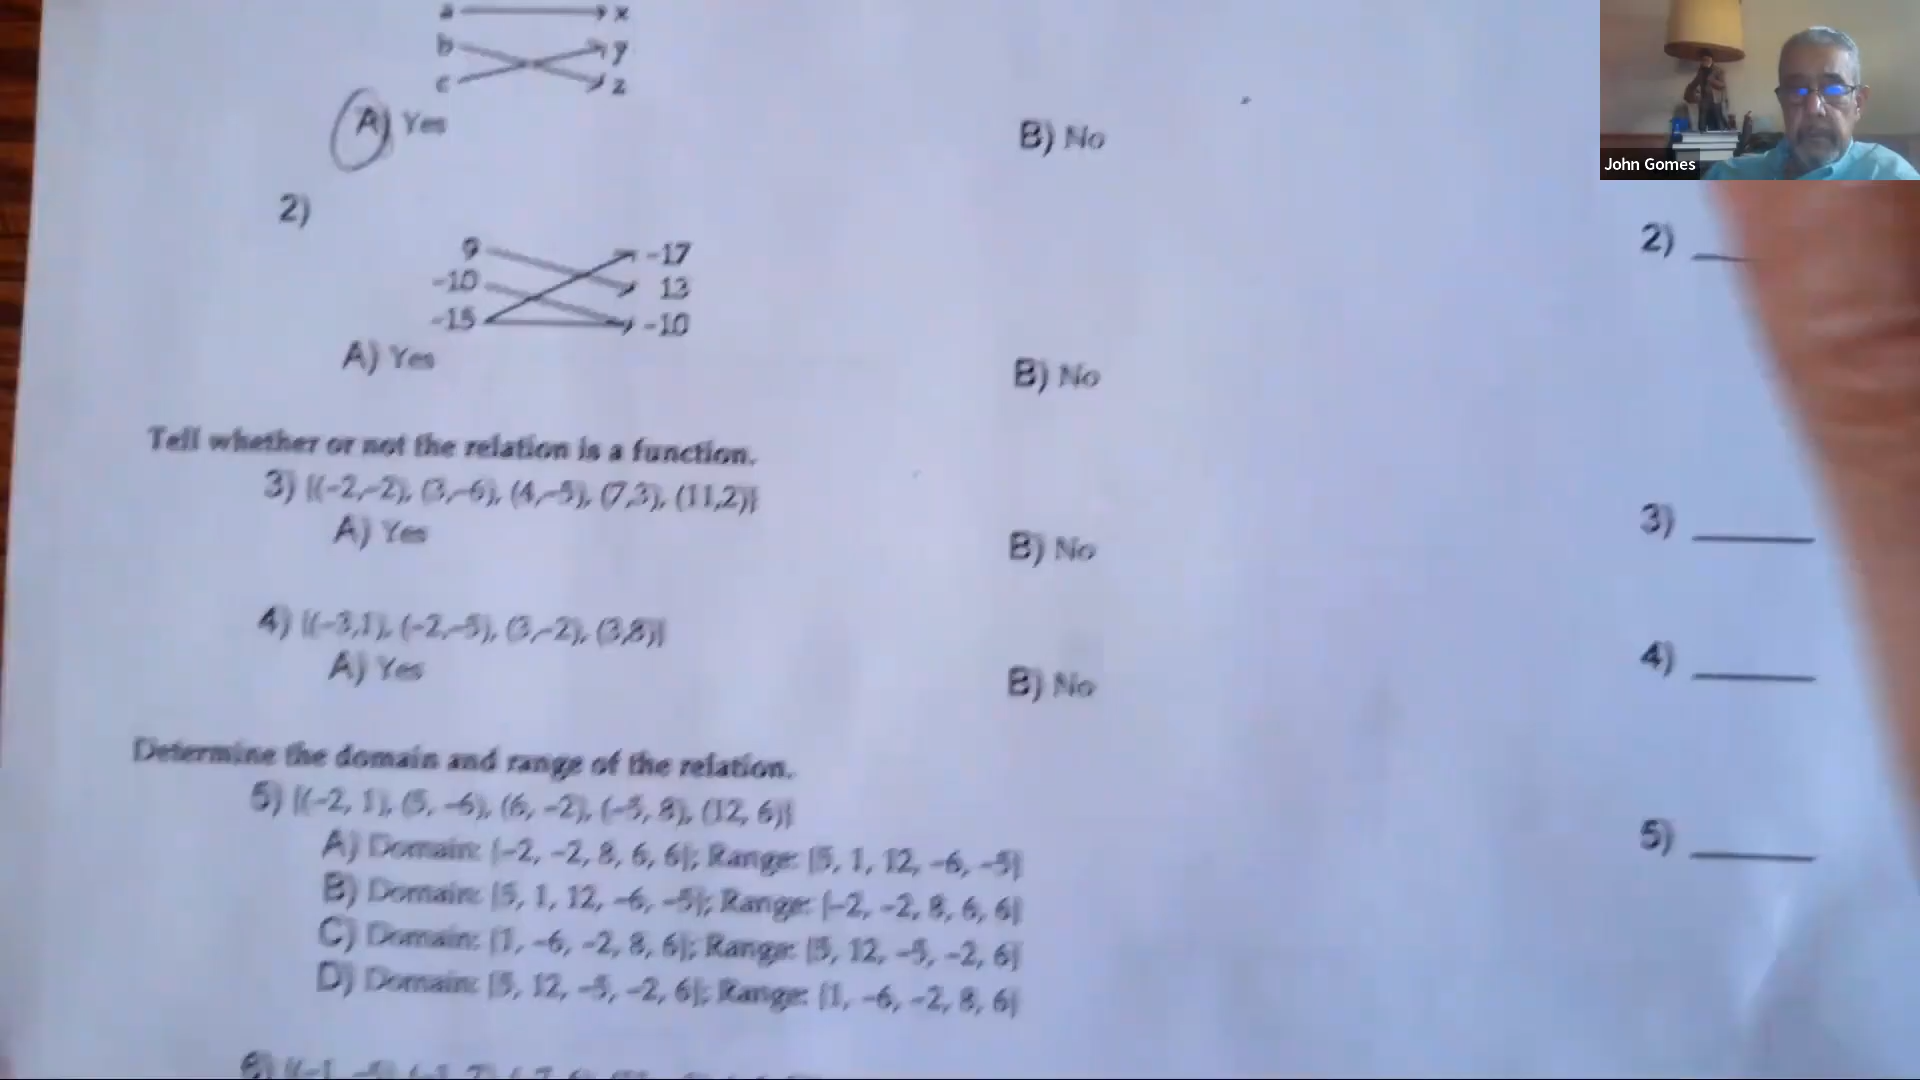 a x
b y
c z
John Gomes
A) Yes B) No
2) 2)
9 -17
-10 13
-15 -10
A) Yes B) No
Tell whether or not the relation is a function.
3) {(-2,-2), (3,-6), (4,-5), (7,3), (11,2)} 3)
A) Yes B) No
4) {(-3,1), (-2,-5), (3,-2), (3,8)} 4)
A) Yes B) No
Determine the domain and range of the relation.
5) {(-2, 1), (5, -6), (6, -2), (-5, 8), (12, 6)} 5)
A) Domain: {-2, -2, 8, 6, 6}; Range: {5, 1, 12, -6, -5}
B) Domain: {5, 1, 12, -6, -5}; Range: {-2, -2, 8, 6, 6}
C) Domain: {1, -6, -2, 8, 6}; Range: {5, 12, -5, -2, 6}
D) Domain: {5, 12, -5, -2, 6}; Range: {1, -6, -2, 8, 6}